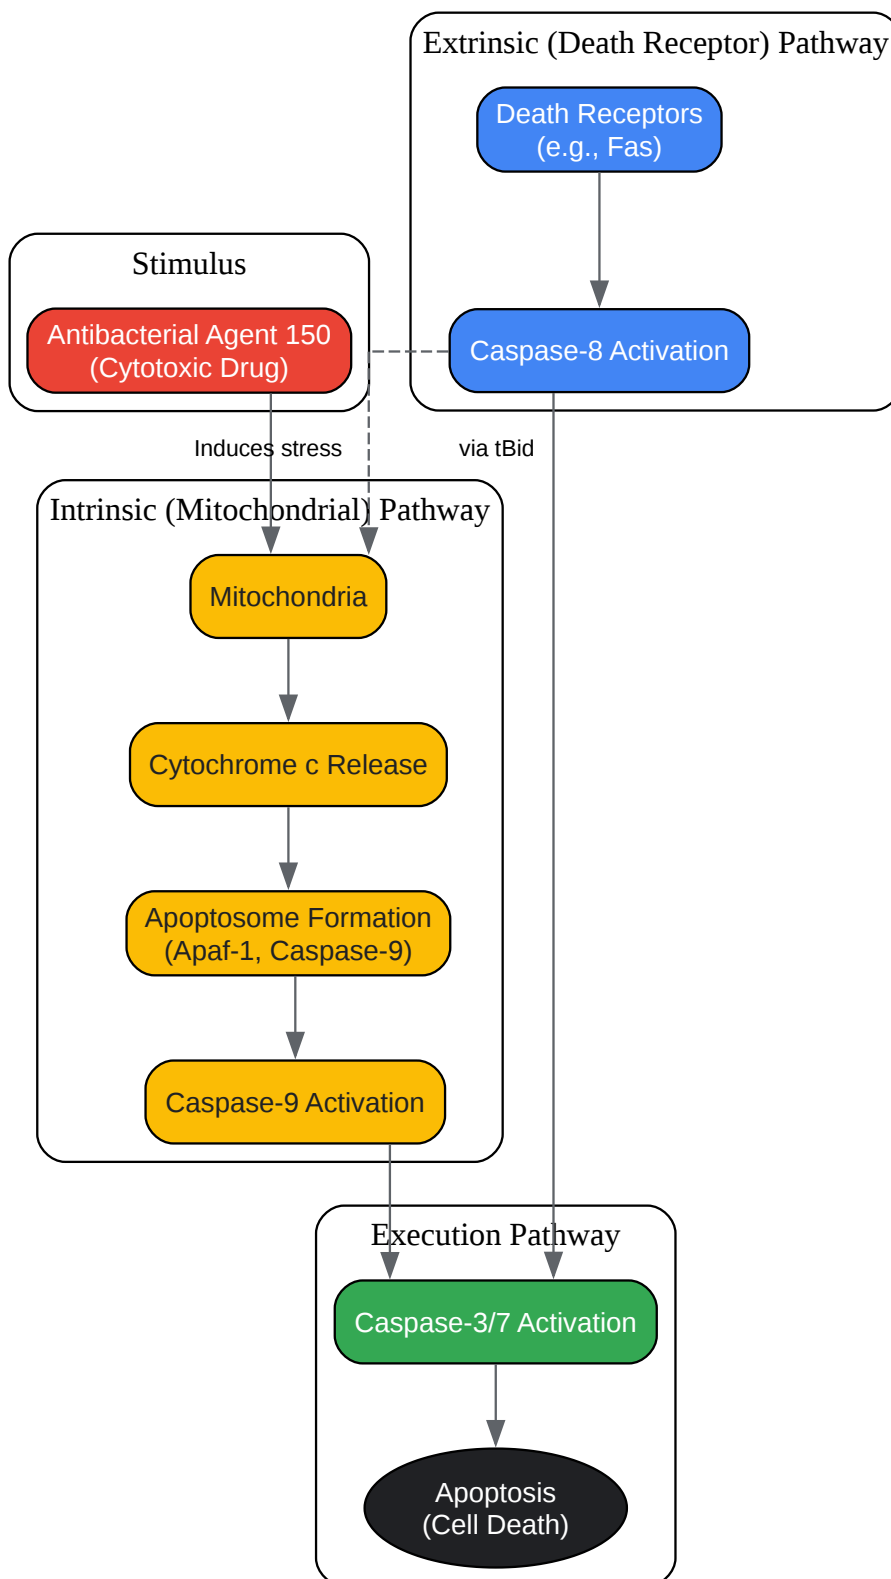 Extrinsic (Death Receptor) Pathway
Death Receptors
(e.g., Fas)
Stimulus
Antibacterial Agent 150
(Cytotoxic Drug)
Caspase-8 Activation
Induces stress
via tBid
Intrinsic (Mitochondrial) Pathway
Mitochondria
Cytochrome c Release
Apoptosome Formation
(Apaf-1, Caspase-9)
Caspase-9 Activation
Execution Pathway
Caspase-3/7 Activation
Apoptosis
(Cell Death)